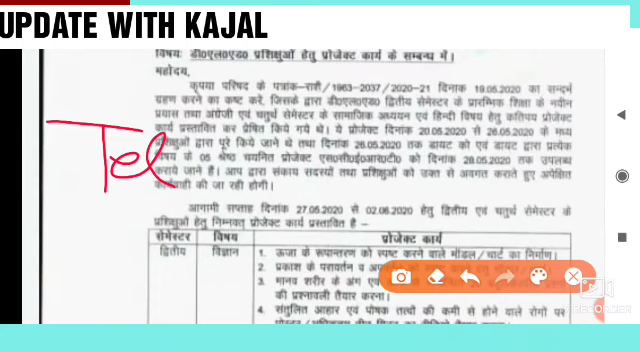 UPDATE WITH KAJAL
विषयः डी०एल०एड० प्रशिक्षुओं हेतु प्रोजेक्ट कार्य के सम्बन्ध में।
महोदय,
कृपया परिषद के पत्रांक-राशै/1963-2037/2020-21 दिनांक 19.05.2020 का सन्दर्भ
ग्रहण करने का कष्ट करें, जिसके द्वारा डी०एल०एड० द्वितीय सेमेस्टर के प्रारम्भिक शिक्षा के नवीन
प्रयास तथा अंग्रेजी एवं चतुर्थ सेमेस्टर के सामाजिक अध्ययन एवं हिन्दी विषय हेतु कतिपय प्रोजेक्ट
कार्य प्रस्तावित कर प्रेषित किये गये थे। ये प्रोजेक्ट दिनांक 20.05.2020 से 26.05.2020 के मध्य
प्रशिक्षुओं द्वारा पूरे किये जाने थे तथा दिनांक 26.05.2020 तक डायट को एवं डायट द्वारा प्रत्येक
विषय के 05 श्रेष्ठ चयनित प्रोजेक्ट एस०सी०ई०आर०टी० को दिनांक 28.05.2020 तक उपलब्ध
कराये जाने हैं। आप द्वारा संकाय सदस्यों तथा प्रशिक्षुओं को उक्त से अवगत कराते हुए अपेक्षित
कार्यवाही की जा रही होगी।
Tel
आगामी सप्ताह दिनांक 27.05.2020 से 02.06.2020 हेतु द्वितीय एवं चतुर्थ सेमेस्टर के
प्रशिक्षुओं हेतु निम्नवत् प्रोजेक्ट कार्य प्रस्तावित है –
सेमेस्टर विषय प्रोजेक्ट कार्य
द्वितीय विज्ञान 1. ऊर्जा के रूपान्तरण को स्पष्ट करने वाले मॉडल/चार्ट का निर्माण।
2. प्रकाश के परावर्तन व
3. मानव शरीर के अंग एवं
की प्रश्नावली तैयार करना।
4. संतुलित आहार एवं पोषक तत्वों की कमी से होने वाले रोगों पर
RECORDER